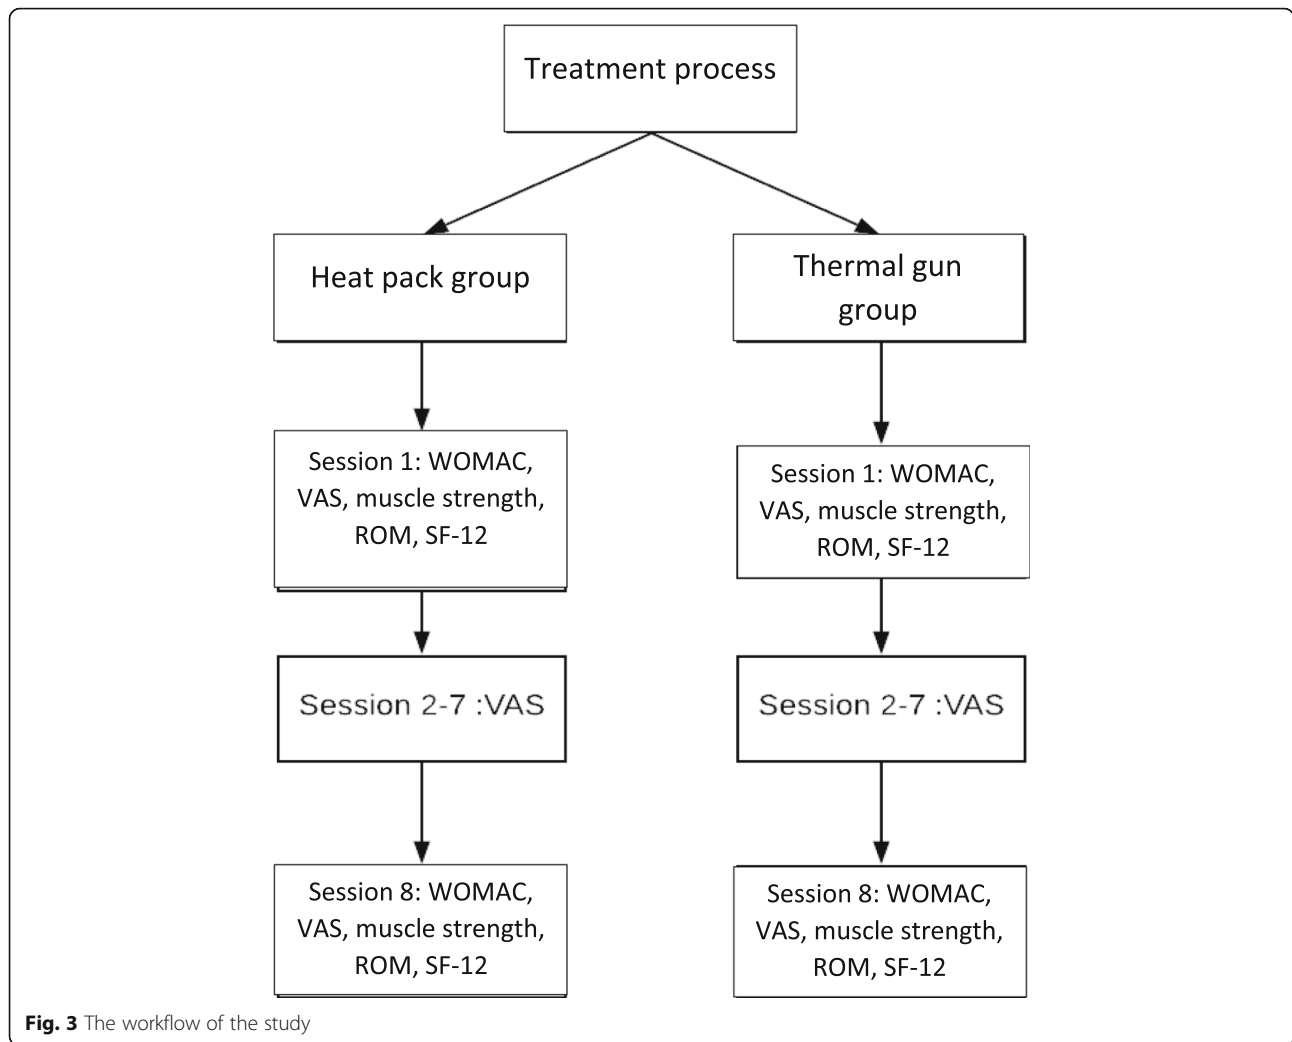 Treatment process
Heat pack group
Thermal gun
group
Session 1: WOMAC,
VAS, muscle strength,
ROM, SF-12
Session 1: WOMAC,
VAS, muscle strength,
ROM, SF-12
Session 2-7 :VAS
Session 2-7 :VAS
Session 8: WOMAC,
VAS, muscle strength,
ROM, SF-12
Session 8: WOMAC,
VAS, muscle strength,
ROM, SF-12
Fig. 3 The workflow of the study